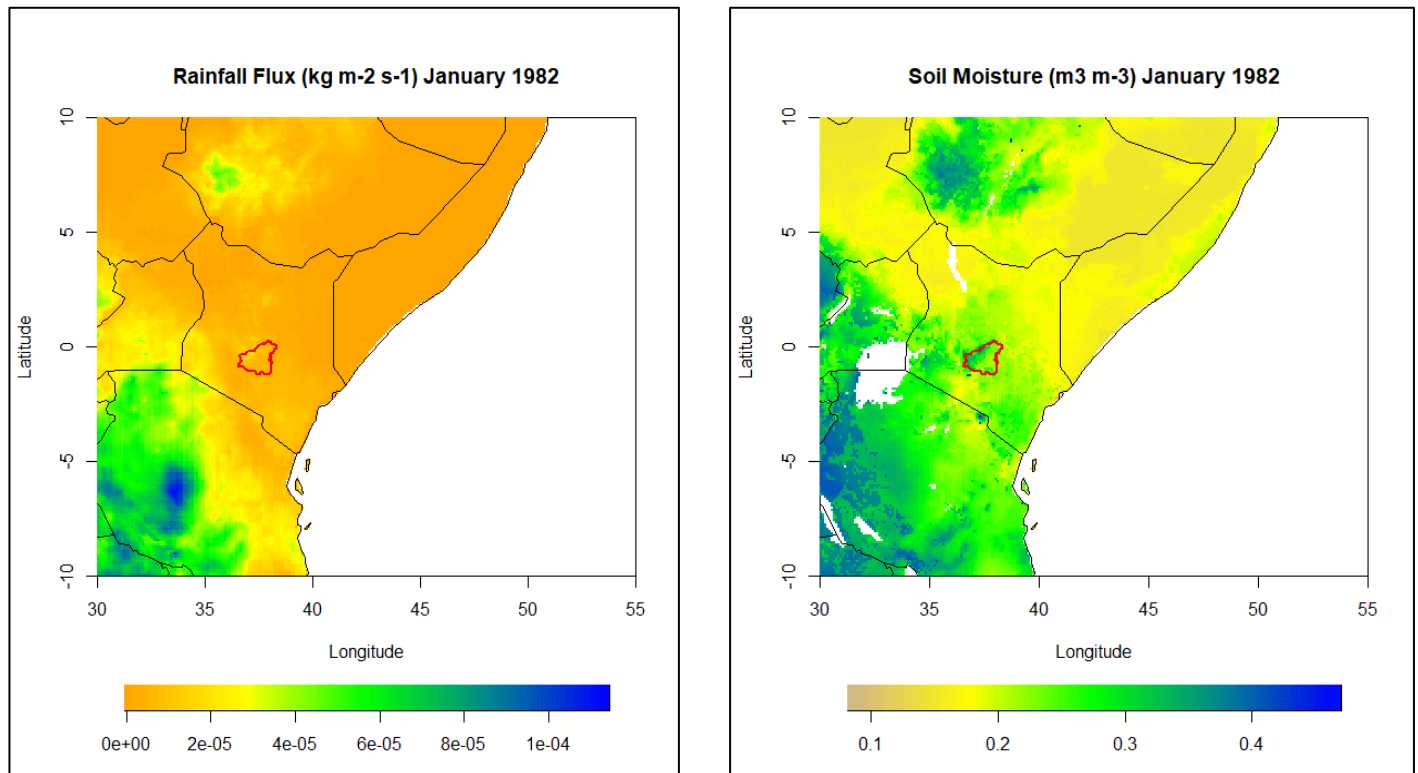 Rainfall Flux (kg m-2 s-1) January 1982
10
5
0
-5
-10
Latitude
30 35 40 45 50 55
Longitude
0e+00 2e-05 4e-05 6e-05 8e-05 1e-04
Soil Moisture (m3 m-3) January 1982
10
5
0
-5
-10
Latitude
30 35 40 45 50 55
Longitude
0.1 0.2 0.3 0.4